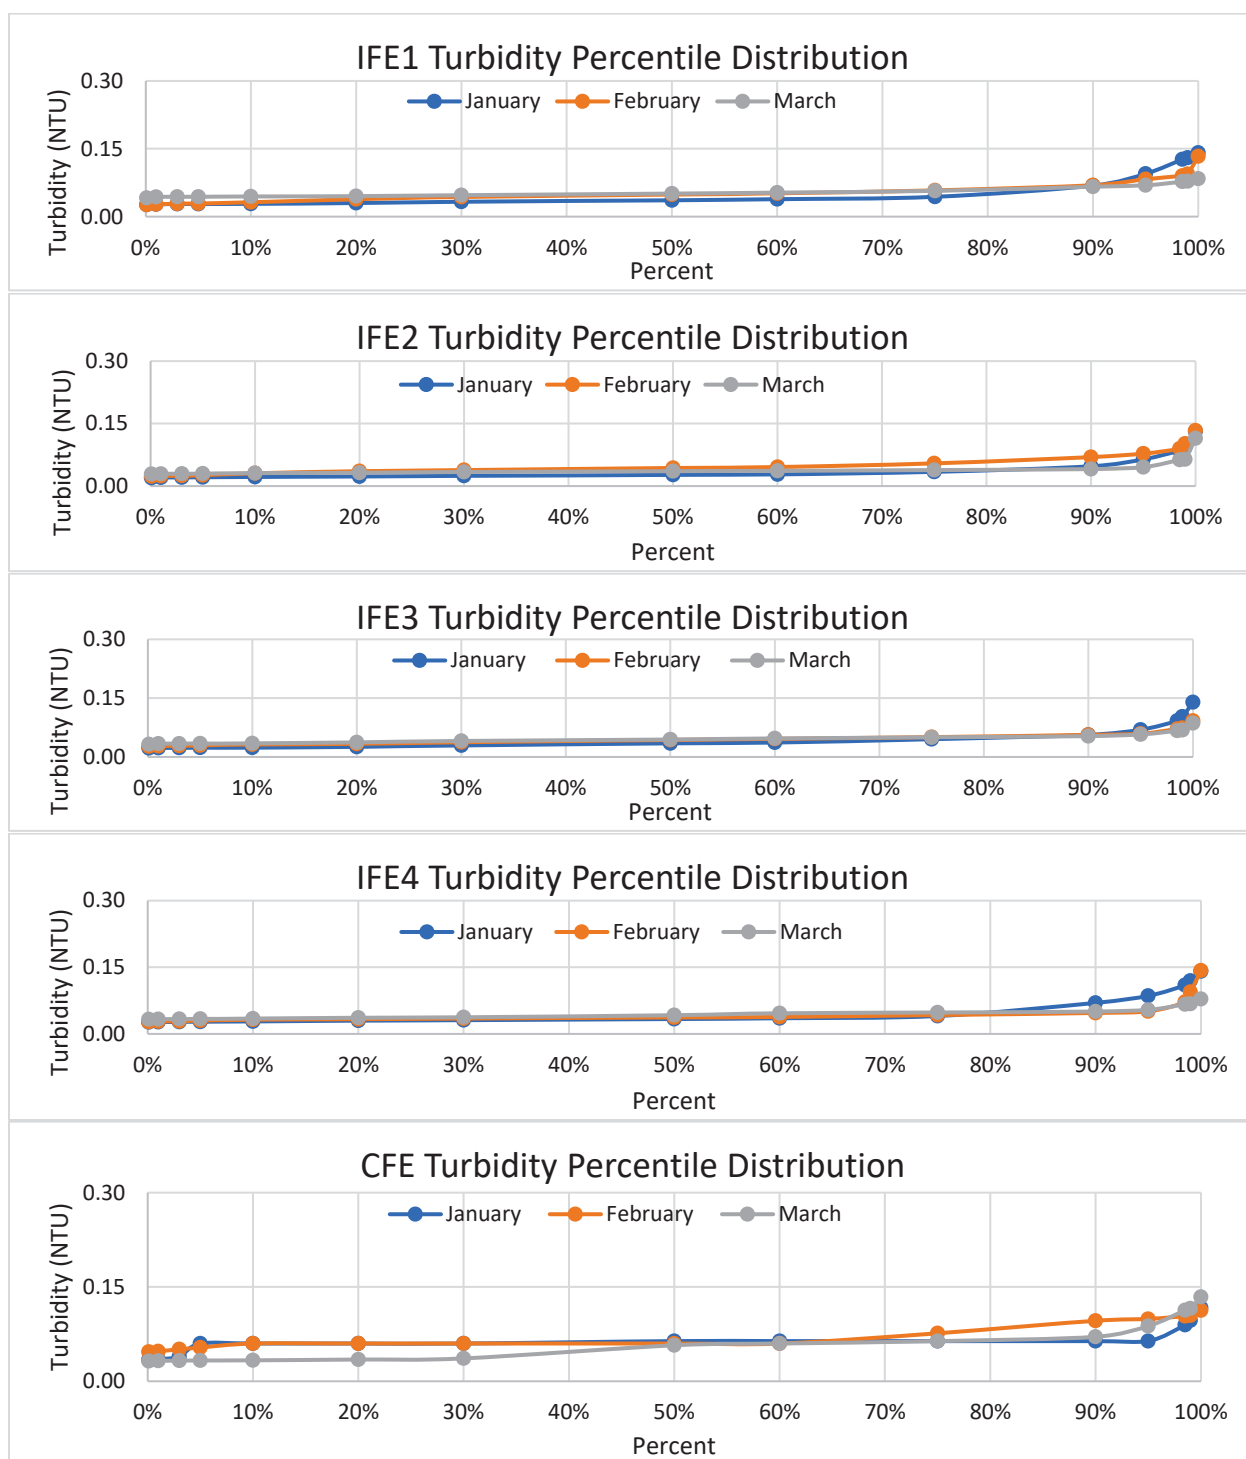 IFE1 Turbidity Percentile Distribution
0.30
January February March
0.15
0.00
Turbidity (NTU)
0% 10% 20% 30% 40% 50% 60% 70% 80% 90% 100%
Percent
IFE2 Turbidity Percentile Distribution
0.30
January February March
0.15
0.00
Turbidity (NTU)
0% 10% 20% 30% 40% 50% 60% 70% 80% 90% 100%
Percent
IFE3 Turbidity Percentile Distribution
0.30
January February March
0.15
0.00
Turbidity (NTU)
0% 10% 20% 30% 40% 50% 60% 70% 80% 90% 100%
Percent
IFE4 Turbidity Percentile Distribution
0.30
January February March
0.15
0.00
Turbidity (NTU)
0% 10% 20% 30% 40% 50% 60% 70% 80% 90% 100%
Percent
CFE Turbidity Percentile Distribution
0.30
January February March
0.15
0.00
Turbidity (NTU)
0% 10% 20% 30% 40% 50% 60% 70% 80% 90% 100%
Percent